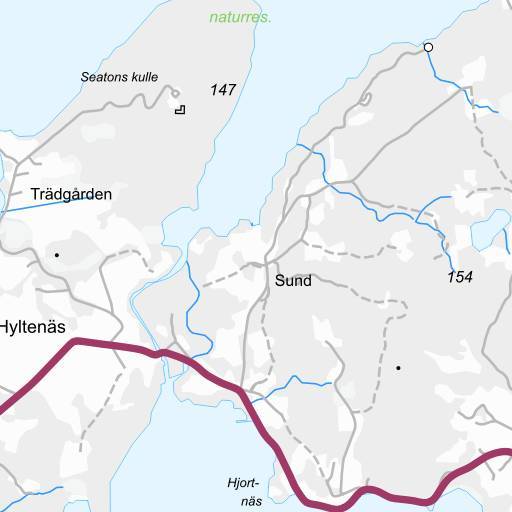 naturres.
Seatons kulle
147
Trädgården
Sund
154
Hyltenäs
Hjort-
näs